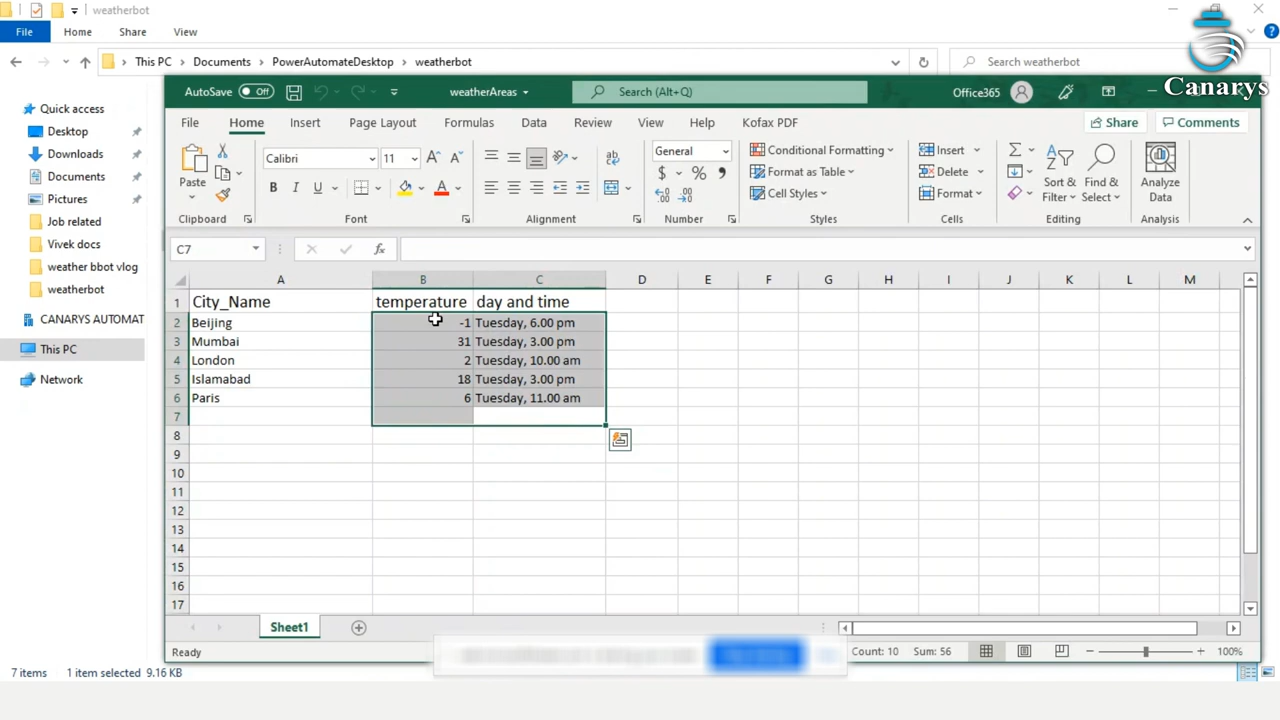 weatherbot
File Home Share View
This PC Documents PowerAutomateDesktop weatherbot
Search weatherbot
Canarys
Quick access
Desktop
Downloads
Documents
Pictures
Job related
Vivek docs
weather bbot vlog
weatherbot
CANARYS AUTOMAT
This PC
Network
AutoSave Off weatherAreas Search (Alt+Q) Office365
File Home Insert Page Layout Formulas Data Review View Help Kofax PDF Share Comments
Paste
Clipboard
Calibri 11
B I U A
Font
Alignment
General
$ % ,
Number
Conditional Formatting
Format as Table
Cell Styles
Styles
Insert
Delete
Format
Cells
Sort & Filter
Find & Select
Editing
Analyze Data
Analysis
C7 fx
A B C D E F G H I J K L M
1 City_Name temperature day and time
2 Beijing -1 Tuesday, 6.00 pm
3 Mumbai 31 Tuesday, 3.00 pm
4 London 2 Tuesday, 10.00 am
5 Islamabad 18 Tuesday, 3.00 pm
6 Paris 6 Tuesday, 11.00 am
7
8
9
10
11
12
13
14
15
16
17
Sheet1
Ready Count: 10 Sum: 56 100%
7 items 1 item selected 9.16 KB